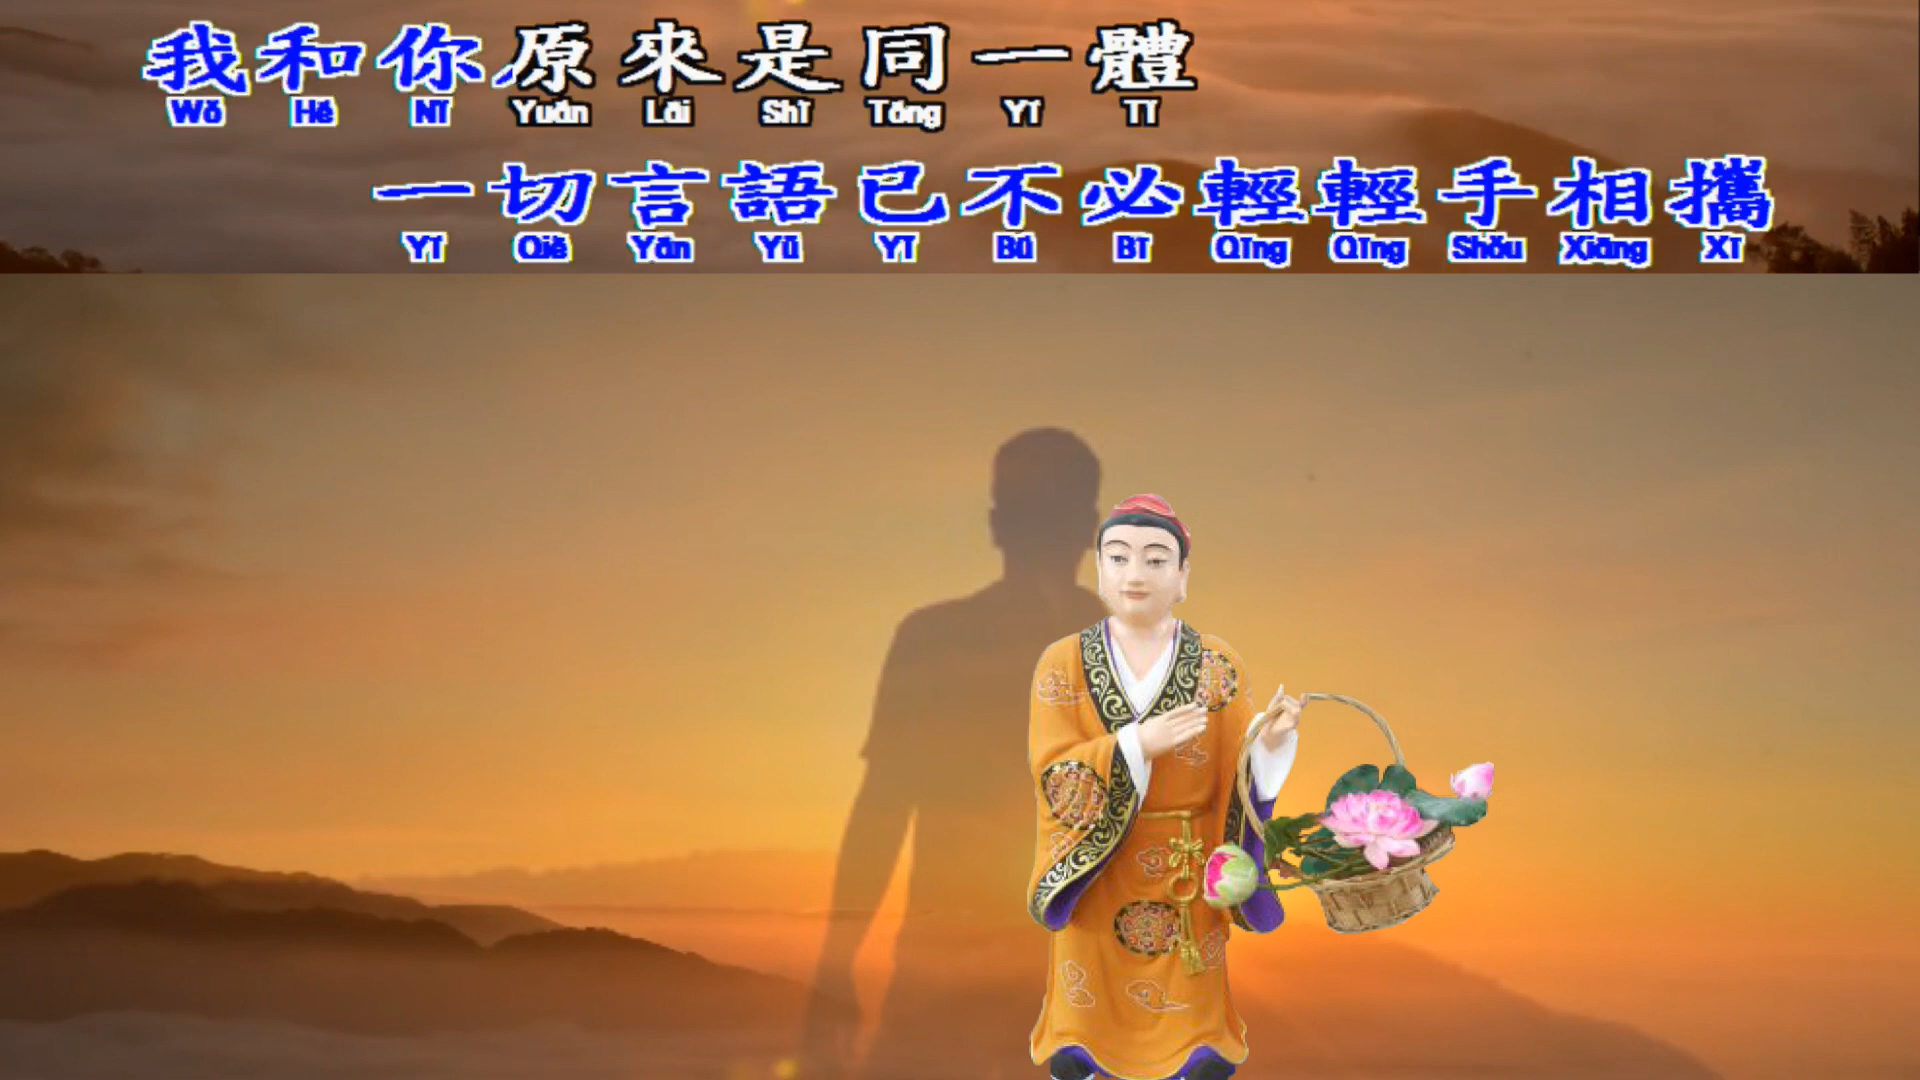 我和你原來是同一體
Wǒ Hé Nǐ Yuán Lái Shì Tóng Yī Tǐ
一切言語已不必輕輕手相攜
Yī Qiè Yán Yǔ Yǐ Bú Bì Qīng Qīng Shǒu Xiāng Xī